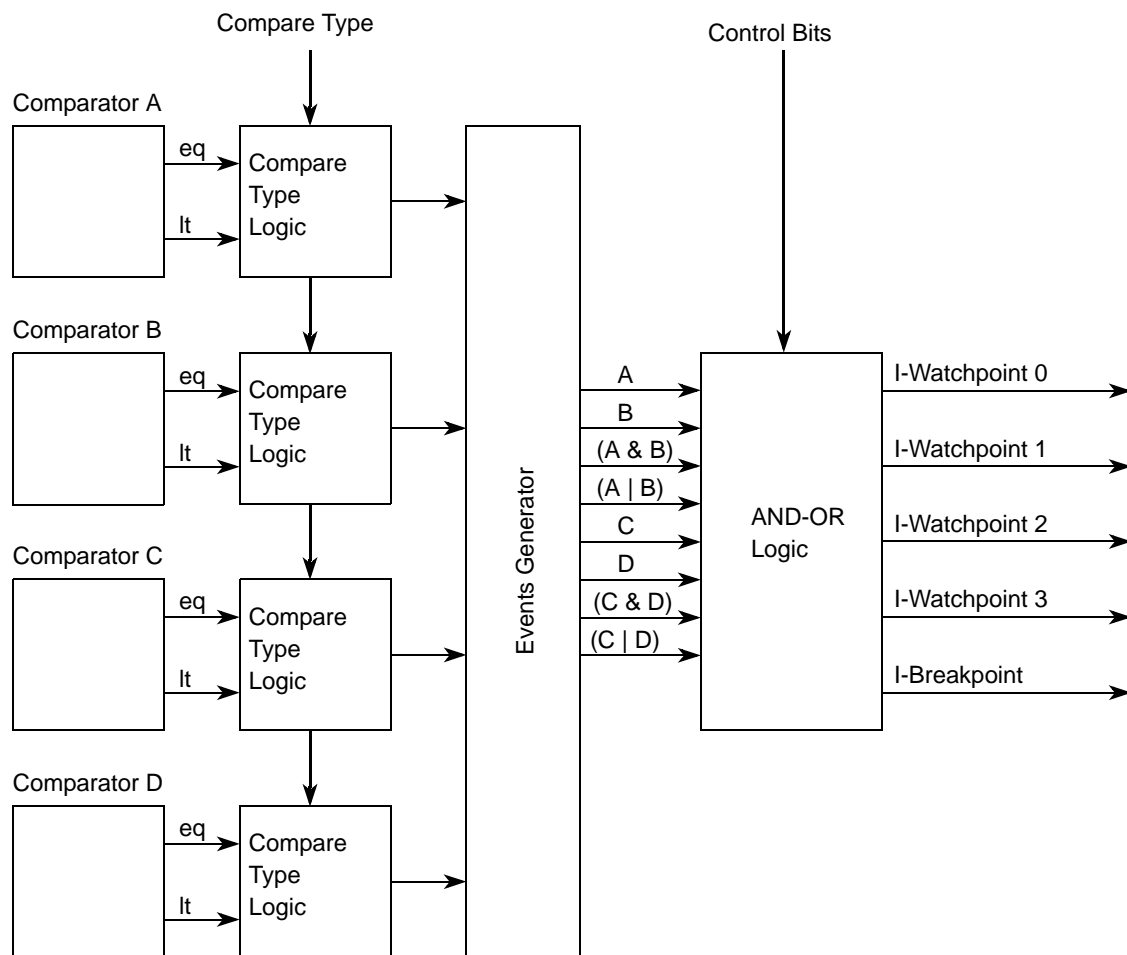 Compare Type
Control Bits
Comparator A
eq
lt
Compare
Type
Logic
Comparator B
eq
lt
Compare
Type
Logic
Comparator C
eq
lt
Compare
Type
Logic
Comparator D
eq
lt
Compare
Type
Logic
Events Generator
A
B
(A & B)
(A | B)
C
D
(C & D)
(C | D)
AND-OR
Logic
I-Watchpoint 0
I-Watchpoint 1
I-Watchpoint 2
I-Watchpoint 3
I-Breakpoint